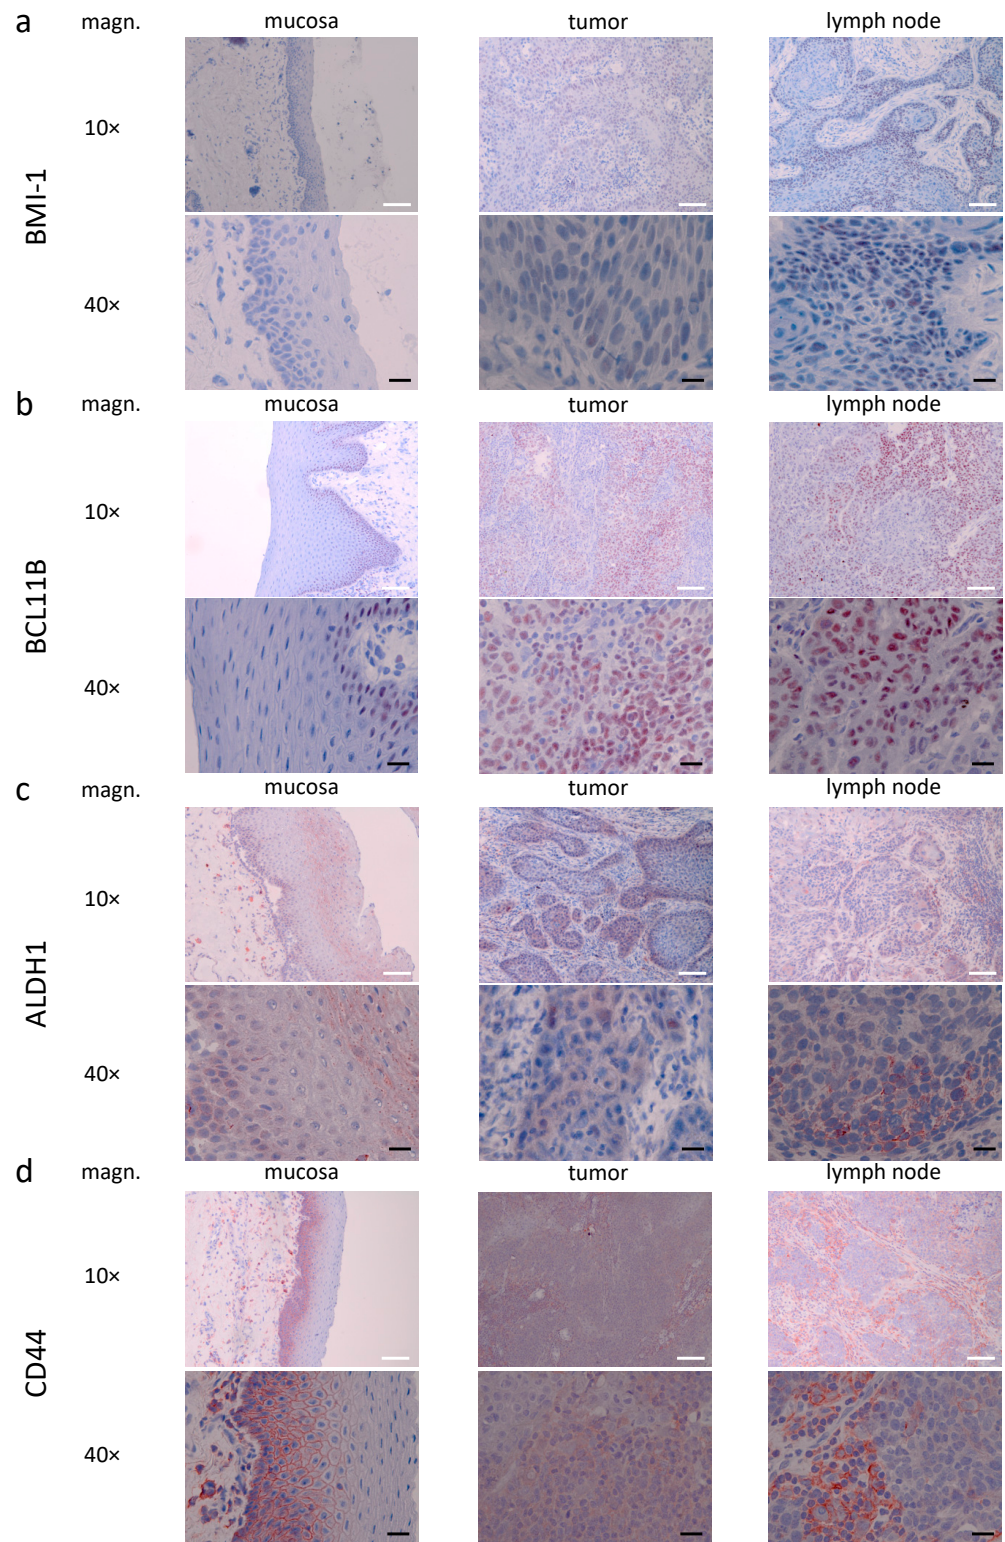 a magn. mucosa tumor lymph node
10×
BMI-1
40×
b magn. mucosa tumor lymph node
10×
BCL11B
40×
c magn. mucosa tumor lymph node
10×
ALDH1
40×
d magn. mucosa tumor lymph node
10×
CD44
40×